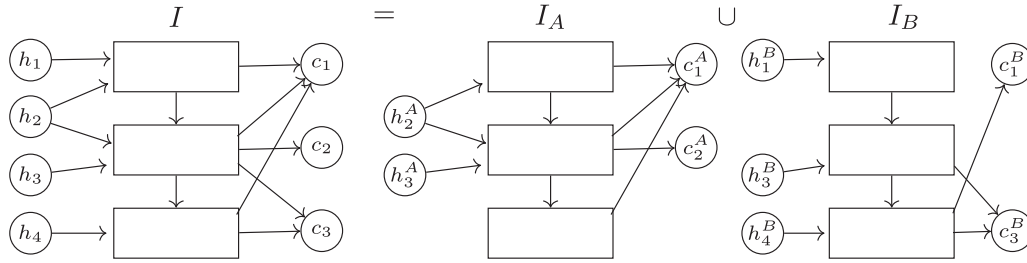 I = I_A ∪ I_B
h_1 c_1 c_1^A h_1^B c_1^B
h_2 h_2^A
c_2 c_2^A
h_3 h_3^A h_3^B
h_4 c_3 h_4^B c_3^B